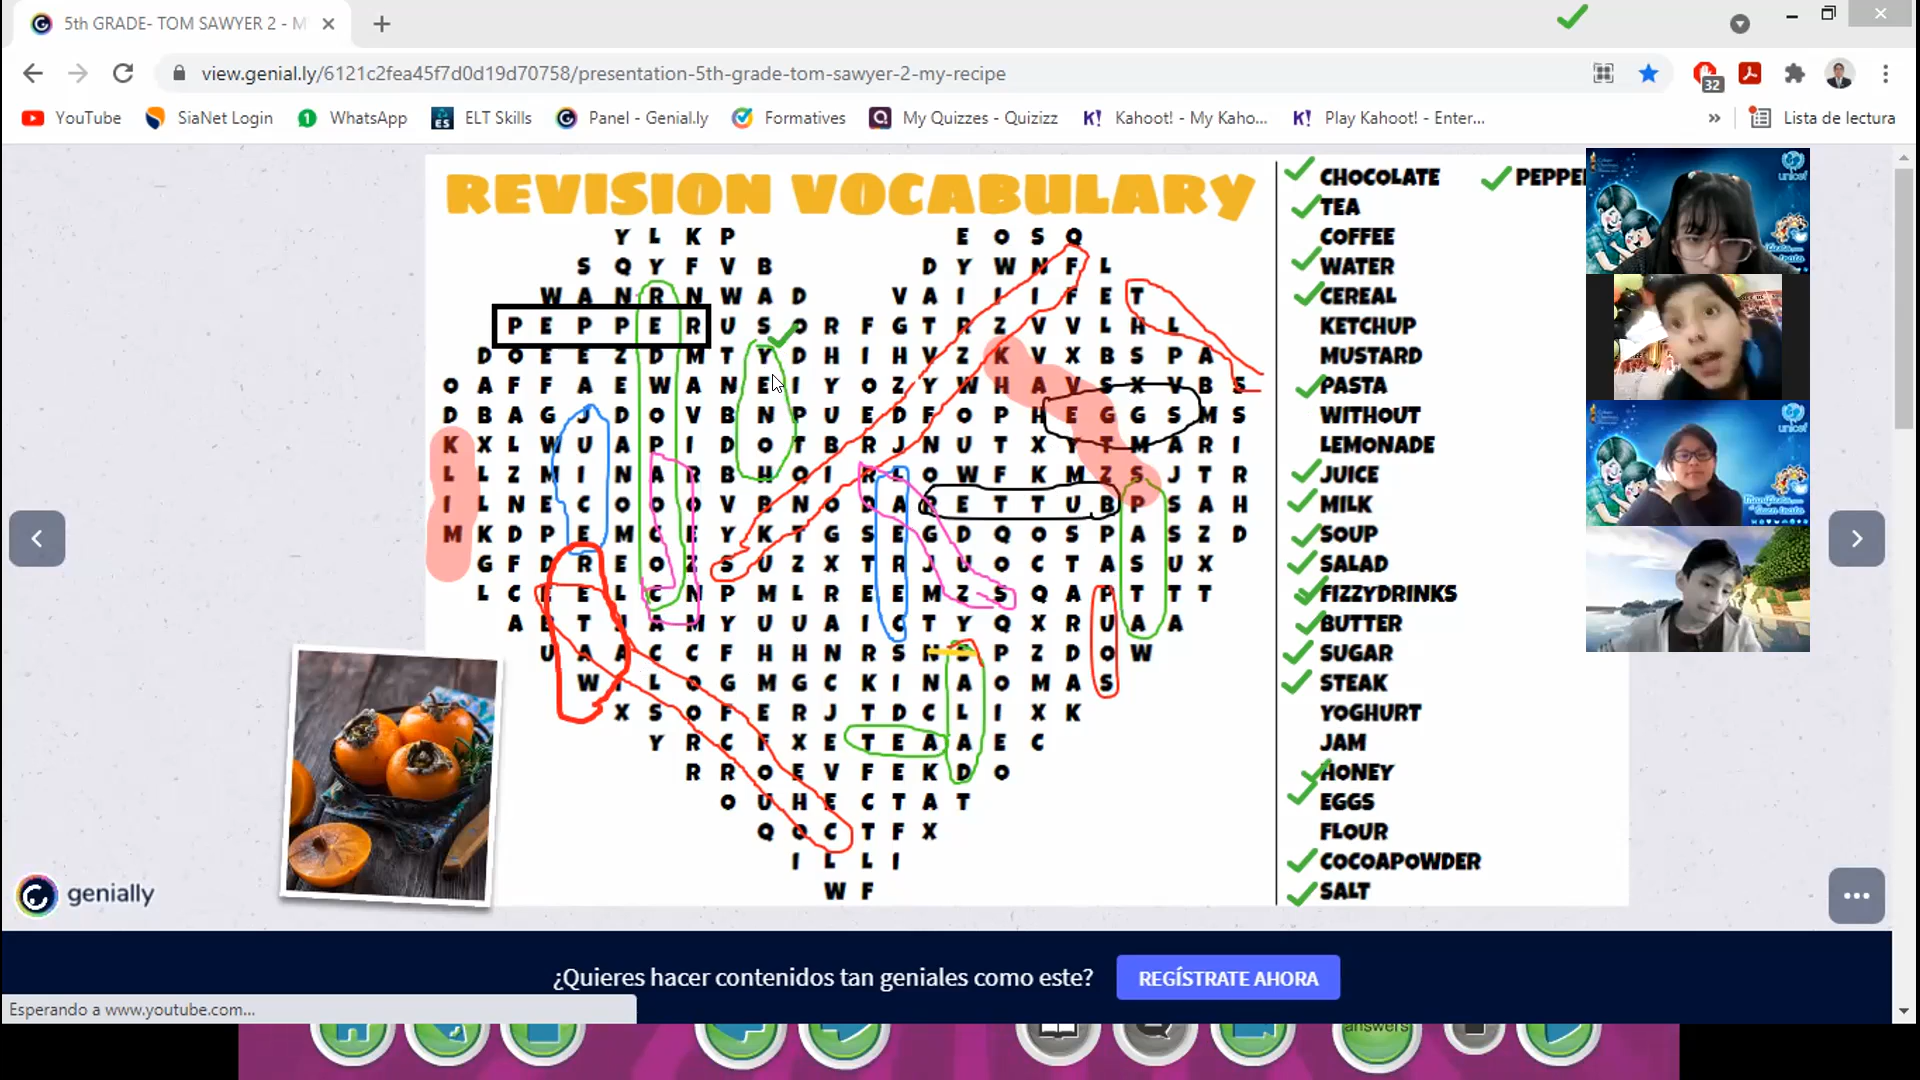 5th GRADE- TOM SAWYER 2 - M
view.genial.ly/6121c2fea45f7d0d19d70758/presentation-5th-grade-tom-sawyer-2-my-recipe
32
YouTube SiaNet Login WhatsApp ELT Skills Panel - Genial.ly Formatives My Quizzes - Quizizz Kahoot! - My Kaho... Play Kahoot! - Enter... » Lista de lectura
REVISION VOCABULARY
Y L K P E O S Q
S Q Y F V B D Y W N F L
W A N R N W A D V A I I I F E T
P E P P E R U S O R F G T R Z V V L H L
D O E E Z D M T Y D H I H V Z K V X B S P A
O A F F A E W A N E I Y O Z Y W H A V S X V B S
D B A G J D O V B N P U E D F O P H E G G S M S
K X L W U A P I D O T B R J N U T X Y T M A R I
L L Z M I N A R B H O I R L O W F K M Z S J T R
I L N E C O O O V B N O D A R E T T U B P S A H
M K D P E M C E Y K T G S E G D Q O S P A S Z D
G F D R E O Z S U Z X T R J U O C T A S U X
L C E E L C N P M L R E E M Z S Q A P T T T
A B T J A M Y U U A I C T Y Q X R U A A
U A A C C F H H N R S N S P Z D O W
W I L O G M G C K I N A O M A S
X S O F E R J T D C L I X K
Y R C F X E T E A A E C
R R O E V F E K D O
O U H E C T A T
Q O C T F X
I L L I
W F
CHOCOLATE PEPPE
TEA
COFFEE
WATER
CEREAL
KETCHUP
MUSTARD
PASTA
WITHOUT
LEMONADE
JUICE
MILK
SOUP
SALAD
FIZZYDRINKS
BUTTER
SUGAR
STEAK
YOGHURT
JAM
HONEY
EGGS
FLOUR
COCOAPOWDER
SALT
unicef
unicef
genially
¿Quieres hacer contenidos tan geniales como este? REGÍSTRATE AHORA
Esperando a www.youtube.com...
answers